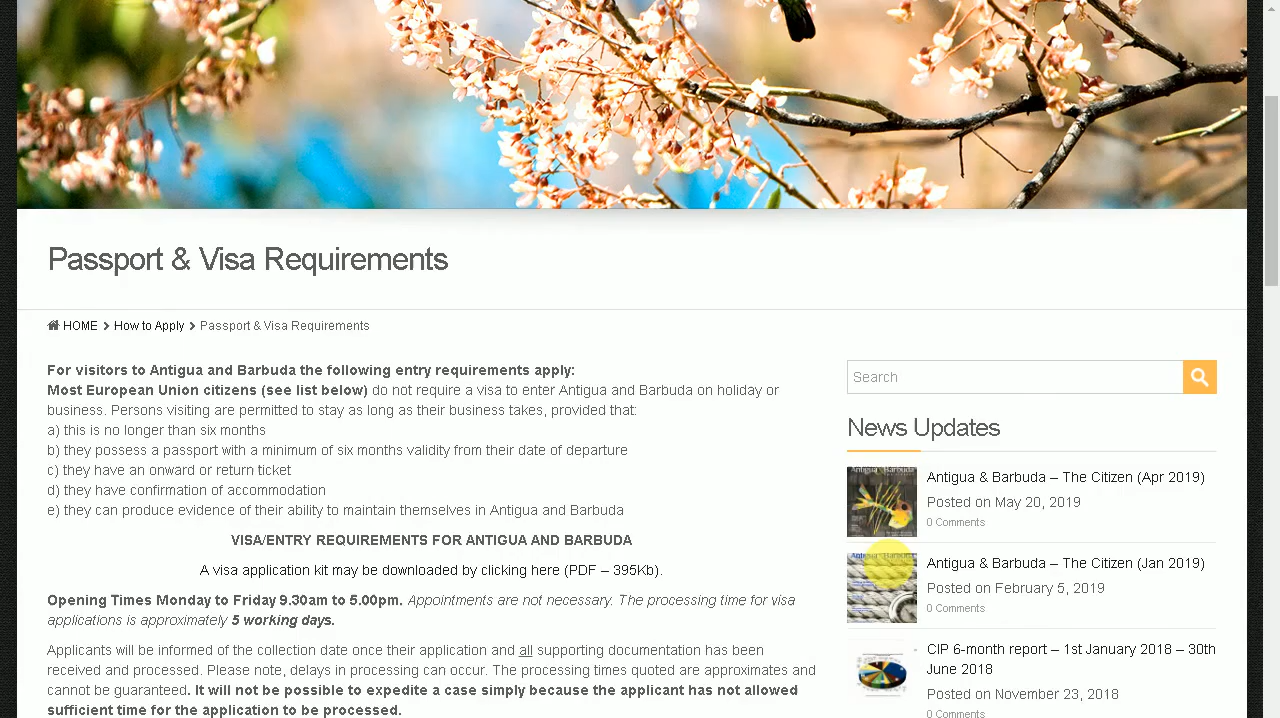 Passport & Visa Requirements
HOME > How to Apply > Passport & Visa Requirements
For visitors to Antigua and Barbuda the following entry requirements apply:
Most European Union citizens (see list below) do not require a visa to enter Antigua and Barbuda on holiday or
business. Persons visiting are permitted to stay as long as their business takes, provided that:
a) this is no longer than six months
b) they possess a passport with a minimum of six months validity from their date of departure
c) they have an onward or return ticket
d) they have confirmation of accommodation
e) they can produce evidence of their ability to maintain themselves in Antigua and Barbuda
VISA/ENTRY REQUIREMENTS FOR ANTIGUA AND BARBUDA
by clicking here (PDF – 395Kb).
Opening Times Monday to Friday 9.30am to 5.00pm. Appointments are not necessary. The processing time for visa
applications is generally 5 working days.
Applicants will be informed of the collection date once their application and all supporting documentation has been
received and verified. Please note, delays in processing can occur. The processing times quoted are approximates and
cannot be guaranteed. It will not be possible to expedite a case simply because the applicant has not allowed
sufficent time for the application to be processed.
Search
News Updates
Antigua & Barbuda – The Citizen (Apr 2019)
Posted on May 20, 2019
0 Comments
Antigua & Barbuda – The Citizen (Jan 2019)
Posted on February 5, 2019
0 Comments
CIP 6-month report – 1st January 2018 – 30th
June 2018
Posted on November 23, 2018
0 Comments